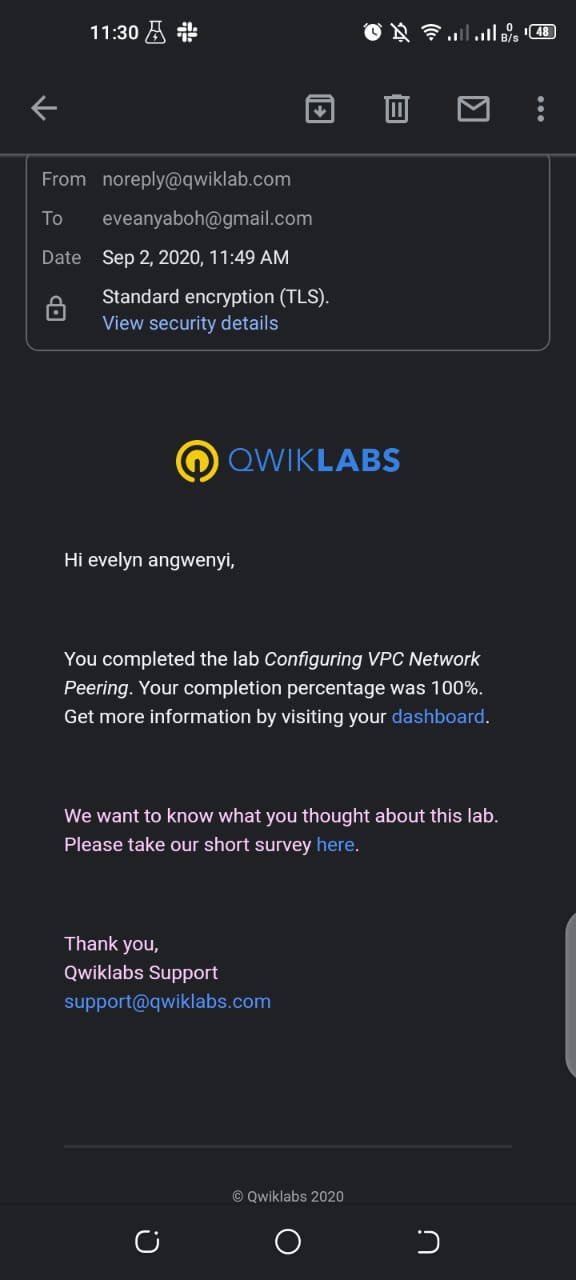 11:30
0
B/s
48
From noreply@qwiklab.com
To eveanyaboh@gmail.com
Date Sep 2, 2020, 11:49 AM
Standard encryption (TLS).
View security details
QWIKLABS
Hi evelyn angwenyi,
You completed the lab Configuring VPC Network
Peering. Your completion percentage was 100%.
Get more information by visiting your dashboard.
We want to know what you thought about this lab.
Please take our short survey here.
Thank you,
Qwiklabs Support
support@qwiklabs.com
© Qwiklabs 2020